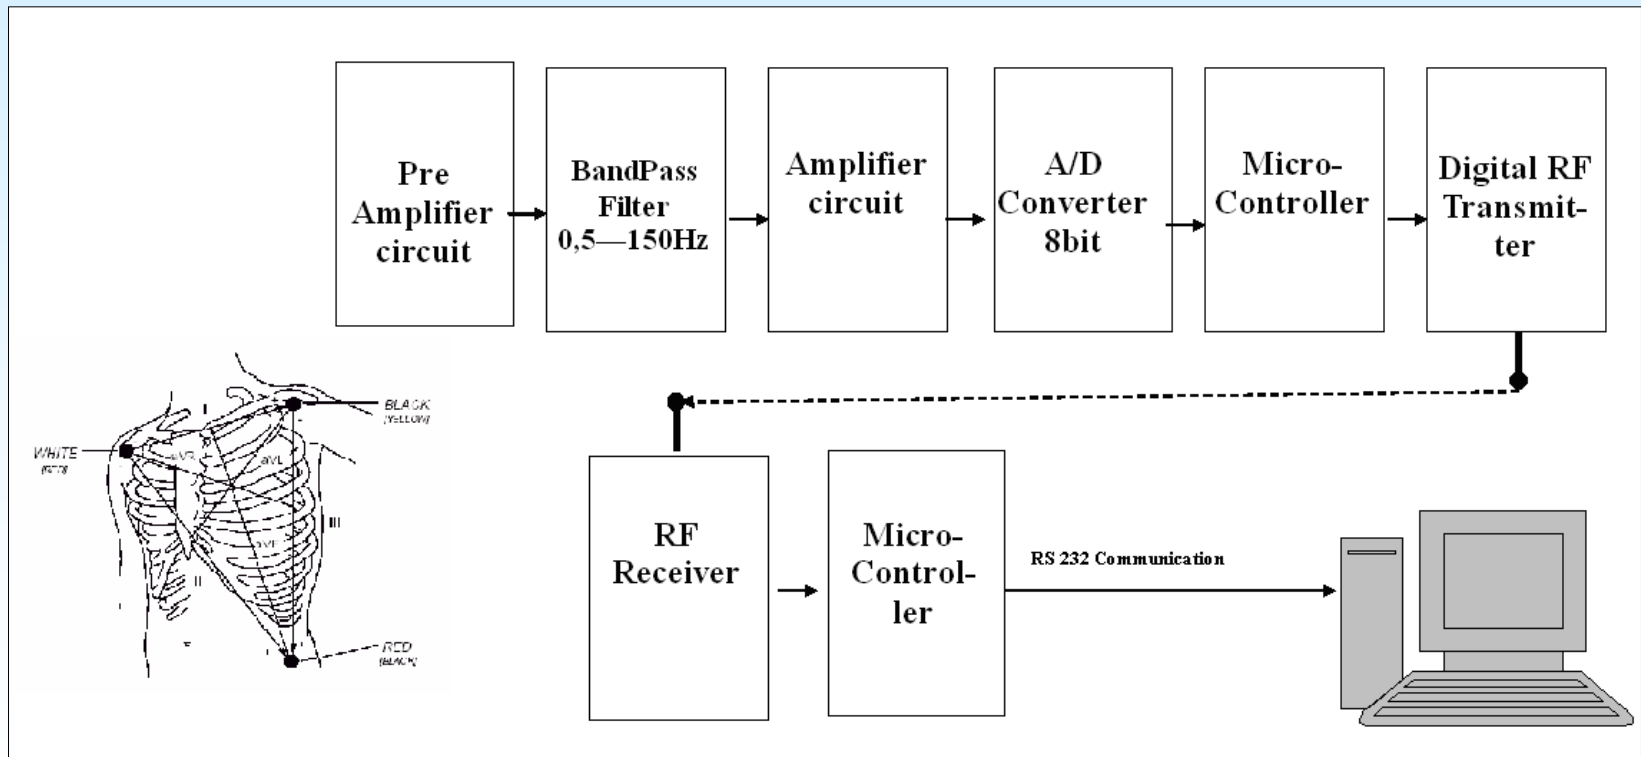 Pre
Amplifier
circuit
BandPass
Filter
0,5—150Hz
Amplifier
circuit
A/D
Converter
8bit
Micro-
Controller
Digital RF
Transmit-
ter
BLACK
(YELLOW)
WHITE
I
aVR
aVL
III
aVF
II
RED
(BLACK)
RF
Receiver
Micro-
Control-
ler
RS 232 Communication